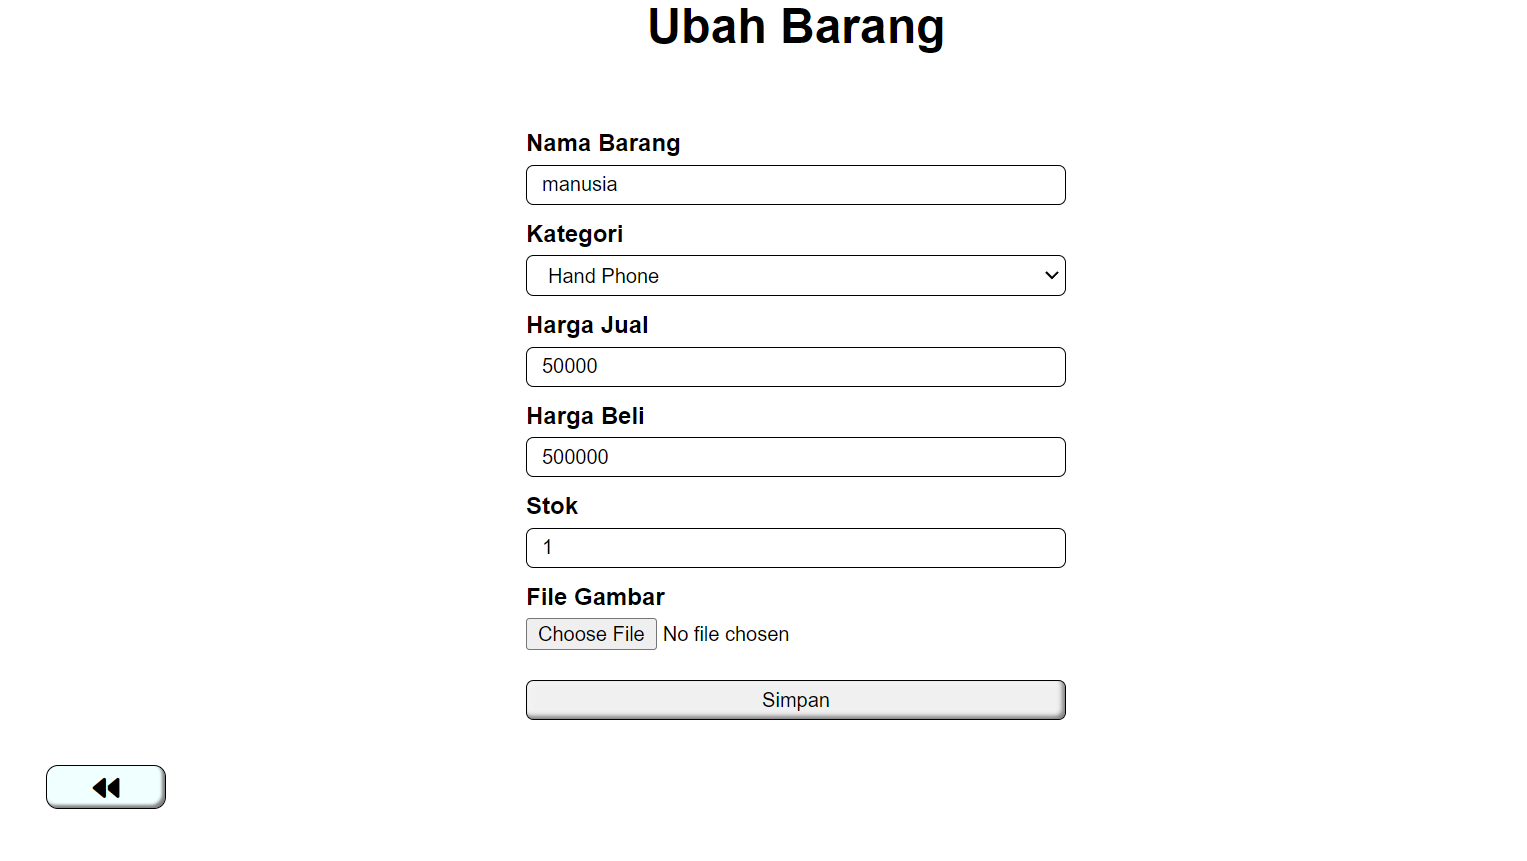 Ubah Barang
Nama Barang
manusia
Kategori
Hand Phone
Harga Jual
50000
Harga Beli
500000
Stok
1
File Gambar
Choose File No file chosen
Simpan